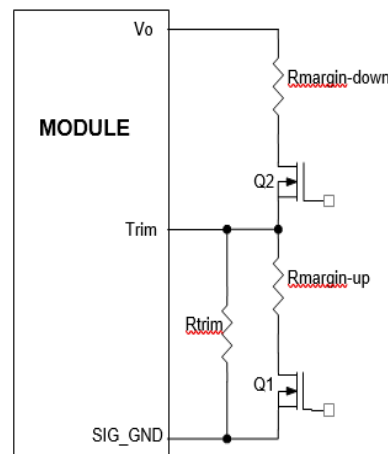 Vo
Rmargin-down
MODULE
Q2
Trim
Rmargin-up
Rtrim
Q1
SIG_GND